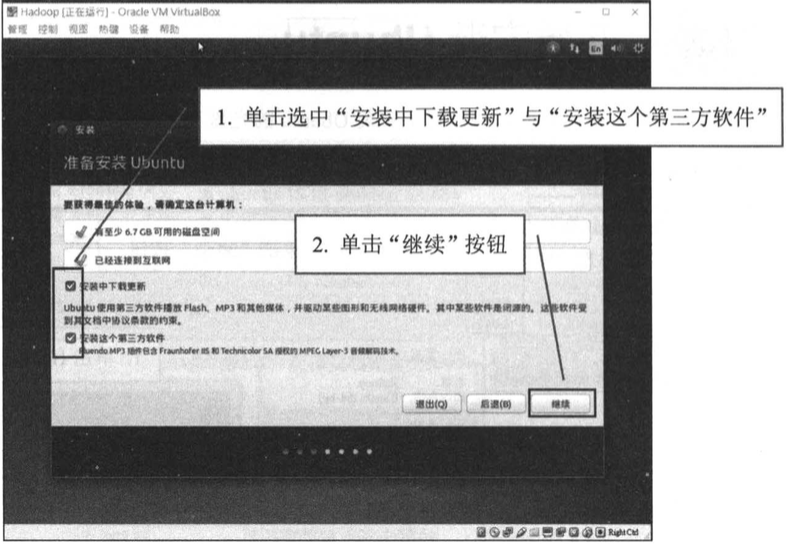 Hadoop [正在运行] - Oracle VM VirtualBox
管理 控制 视图 热键 设备 帮助
En
1. 单击选中“安装中下载更新”与“安装这个第三方软件”
安装
准备安装 Ubuntu
要获得最佳的体验，请确定这台计算机：
有至少 6.7 GB 可用的磁盘空间
2. 单击“继续”按钮
已经连接到互联网
安装中下载更新
Ubuntu 使用第三方软件播放 Flash、MP3 和其他媒体，并驱动某些图形和无线网络硬件。其中某些软件是闭源的。这些软件受
到其文档中协议条款的约束。
安装这个第三方软件
Fluendo MP3 插件包含 Fraunhofer IIS 和 Technicolor SA 授权的 MPEG Layer-3 音频解码技术。
退出(Q) 后退(B) 继续
Right Ctrl